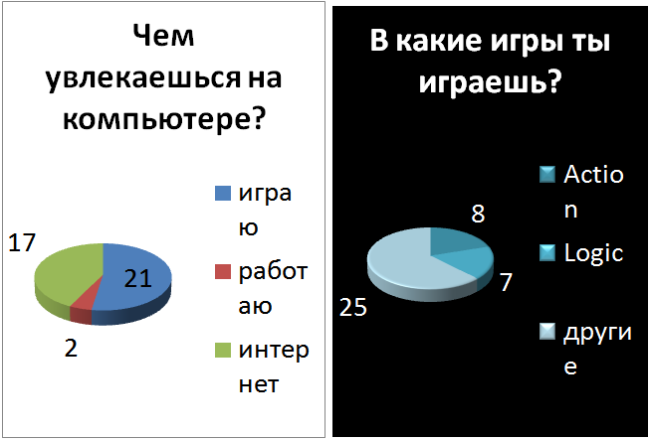 Чем
увлекаешься на
компьютере?
17
21
2
игра
ю
работ
аю
интер
нет
В какие игры ты
играешь?
8
7
25
Actio
n
Logic
други
е